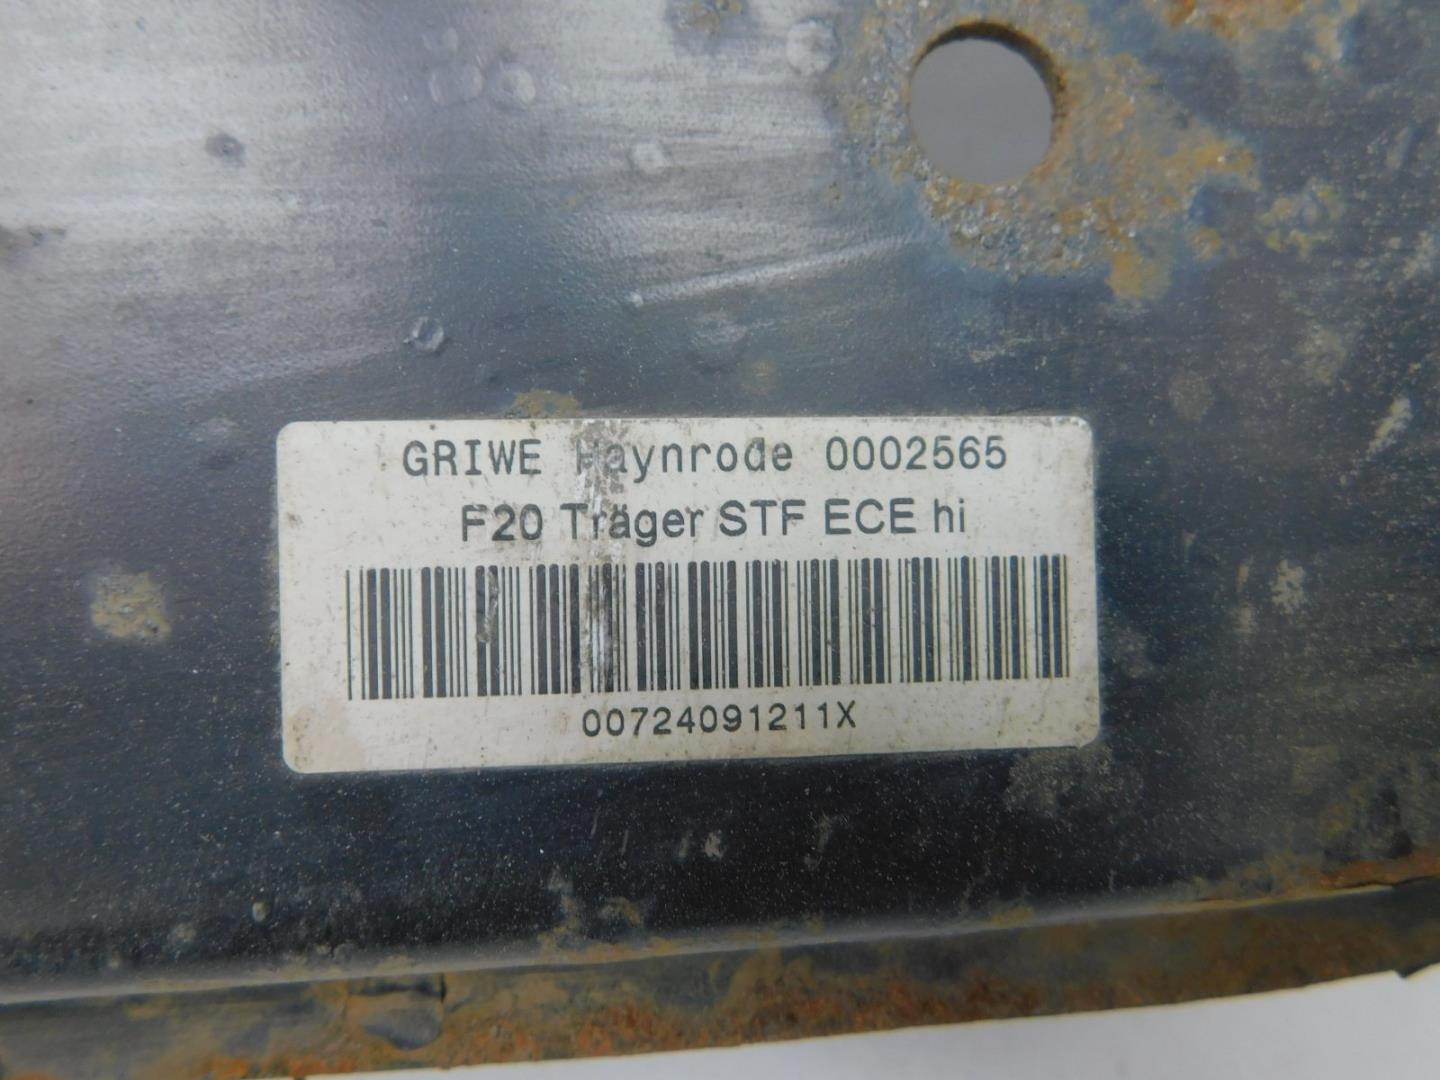 GRIWE Haynrode 0002565
F20 Träger STF ECE hi
00724091211X